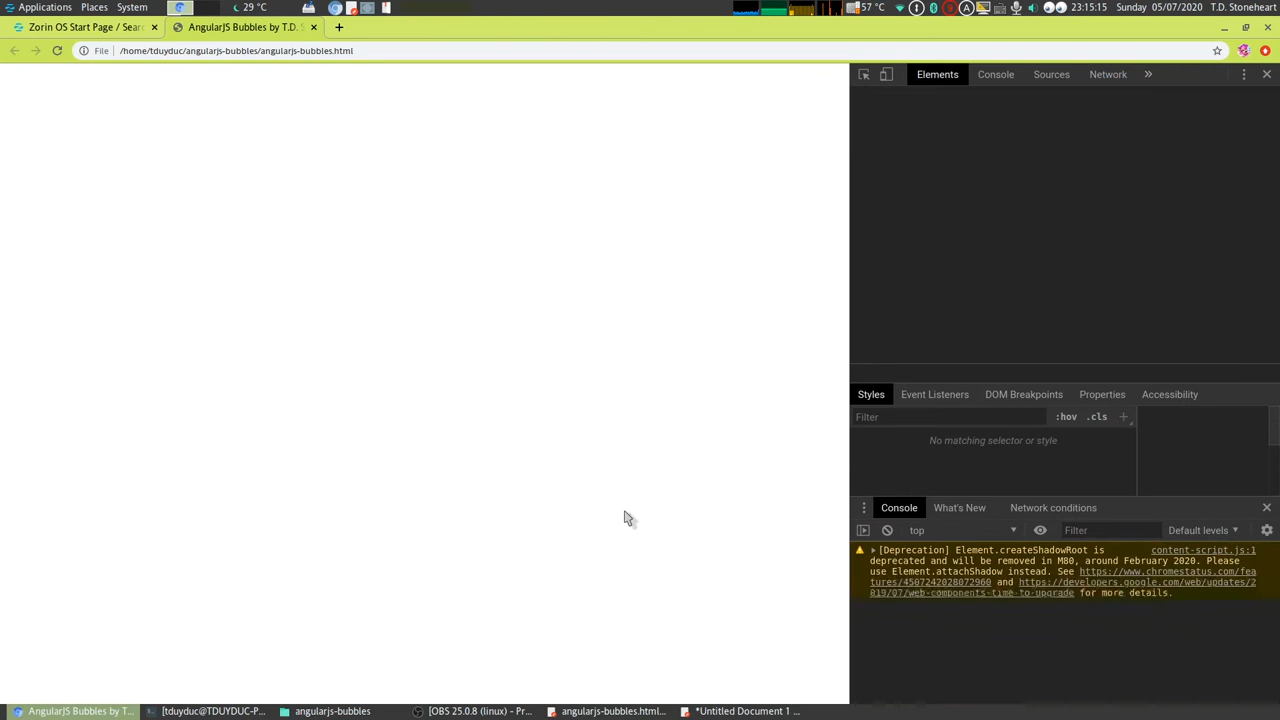 Applications Places System 29 °C 57 °C 23:15:15 Sunday 05/07/2020 T.D. Stoneheart
Zorin OS Start Page / Sear AngularJS Bubbles by T.D. S
File /home/tduyduc/angularjs-bubbles/angularjs-bubbles.html
Elements Console Sources Network »
Styles Event Listeners DOM Breakpoints Properties Accessibility
Filter :hov .cls +
No matching selector or style
Console What's New Network conditions
top Filter Default levels
[Deprecation] Element.createShadowRoot is content-script.js:1
deprecated and will be removed in M80, around February 2020. Please
use Element.attachShadow instead. See https://www.chromestatus.com/fea
tures/4507242028072960 and https://developers.google.com/web/updates/2
019/07/web-components-time-to-upgrade for more details.
AngularJS Bubbles by T... [tduyduc@TDUYDUC-P... angularjs-bubbles [OBS 25.0.8 (linux) - Pr... angularjs-bubbles.html... *Untitled Document 1 ...